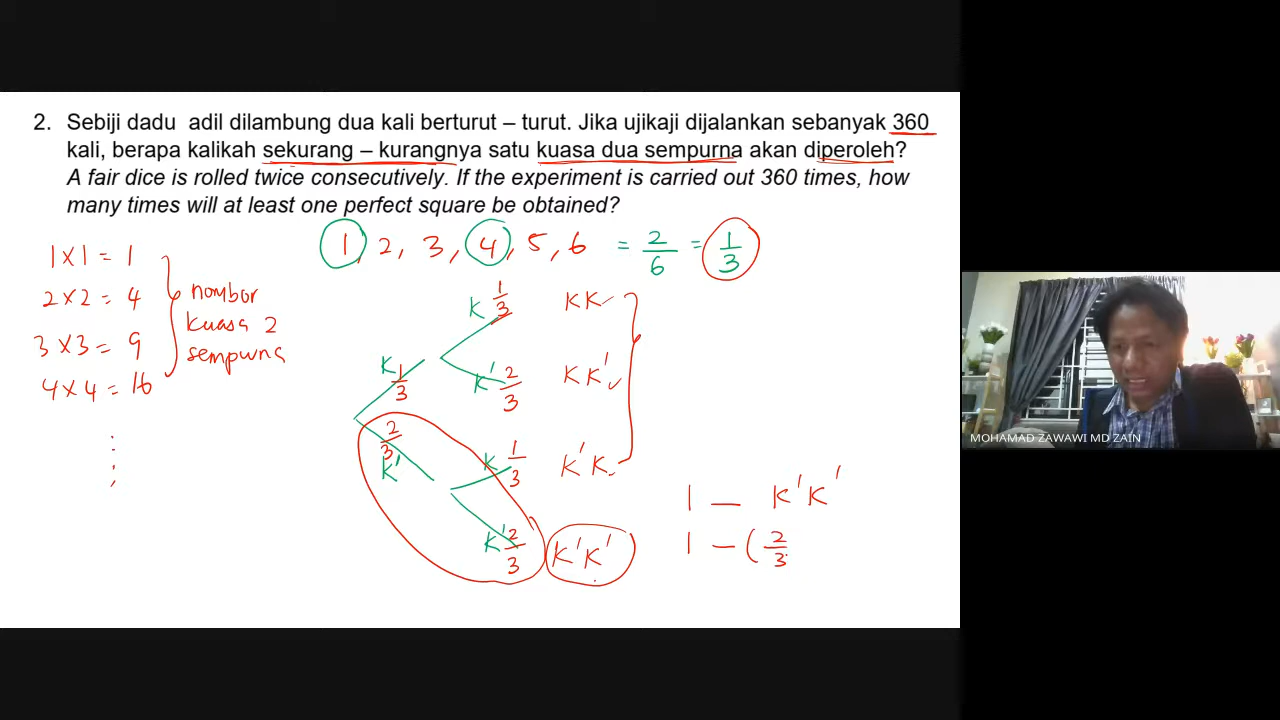 2. Sebiji dadu adil dilambung dua kali berturut – turut. Jika ujikaji dijalankan sebanyak 360
kali, berapa kalikah sekurang – kurangnya satu kuasa dua sempurna akan diperoleh?
A fair dice is rolled twice consecutively. If the experiment is carried out 360 times, how
many times will at least one perfect square be obtained?
1, 2, 3, 4, 5, 6 = 2/6 = 1/3
1 x 1 = 1
2 x 2 = 4
3 x 3 = 9
4 x 4 = 16
nombor
kuasa 2
sempurna
K 1/3
K 1/3
K' 2/3
2/3 K'
K 1/3
K' 2/3
KK
KK'
K'K
K'K'
1 – K'K'
1 – ( 2/3
MOHAMAD ZAWAWI MD ZAIN